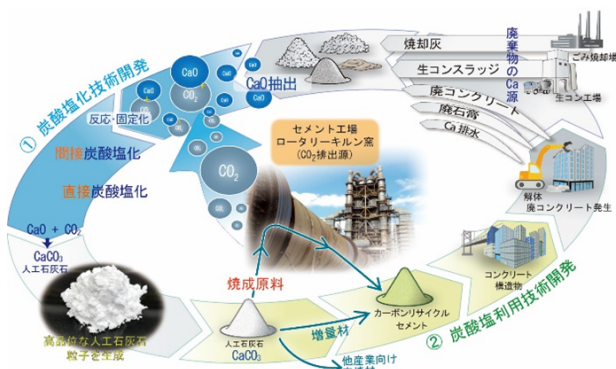 ① 炭酸塩化技術開発
CaO
CO₂
CaO抽出
反応・固定化
間接炭酸塩化
直接炭酸塩化
CaO + CO₂
CaCO₃
人工石灰石
高品位な人工石灰石
粒子を生成
焼却灰
生コンスラッジ
廃コンクリート
廃石膏
Ca排水
廃棄物のCa源
ごみ焼却場
生コン工場
解体
廃コンクリート発生
セメント工場
ロータリーキルン窯
(CO₂排出源)
CO₂
焼成原料
人工石灰石
CaCO₃
増量材
他産業向け
カーボンリサイクル
セメント
コンクリート
構造物
② 炭酸塩利用技術開発